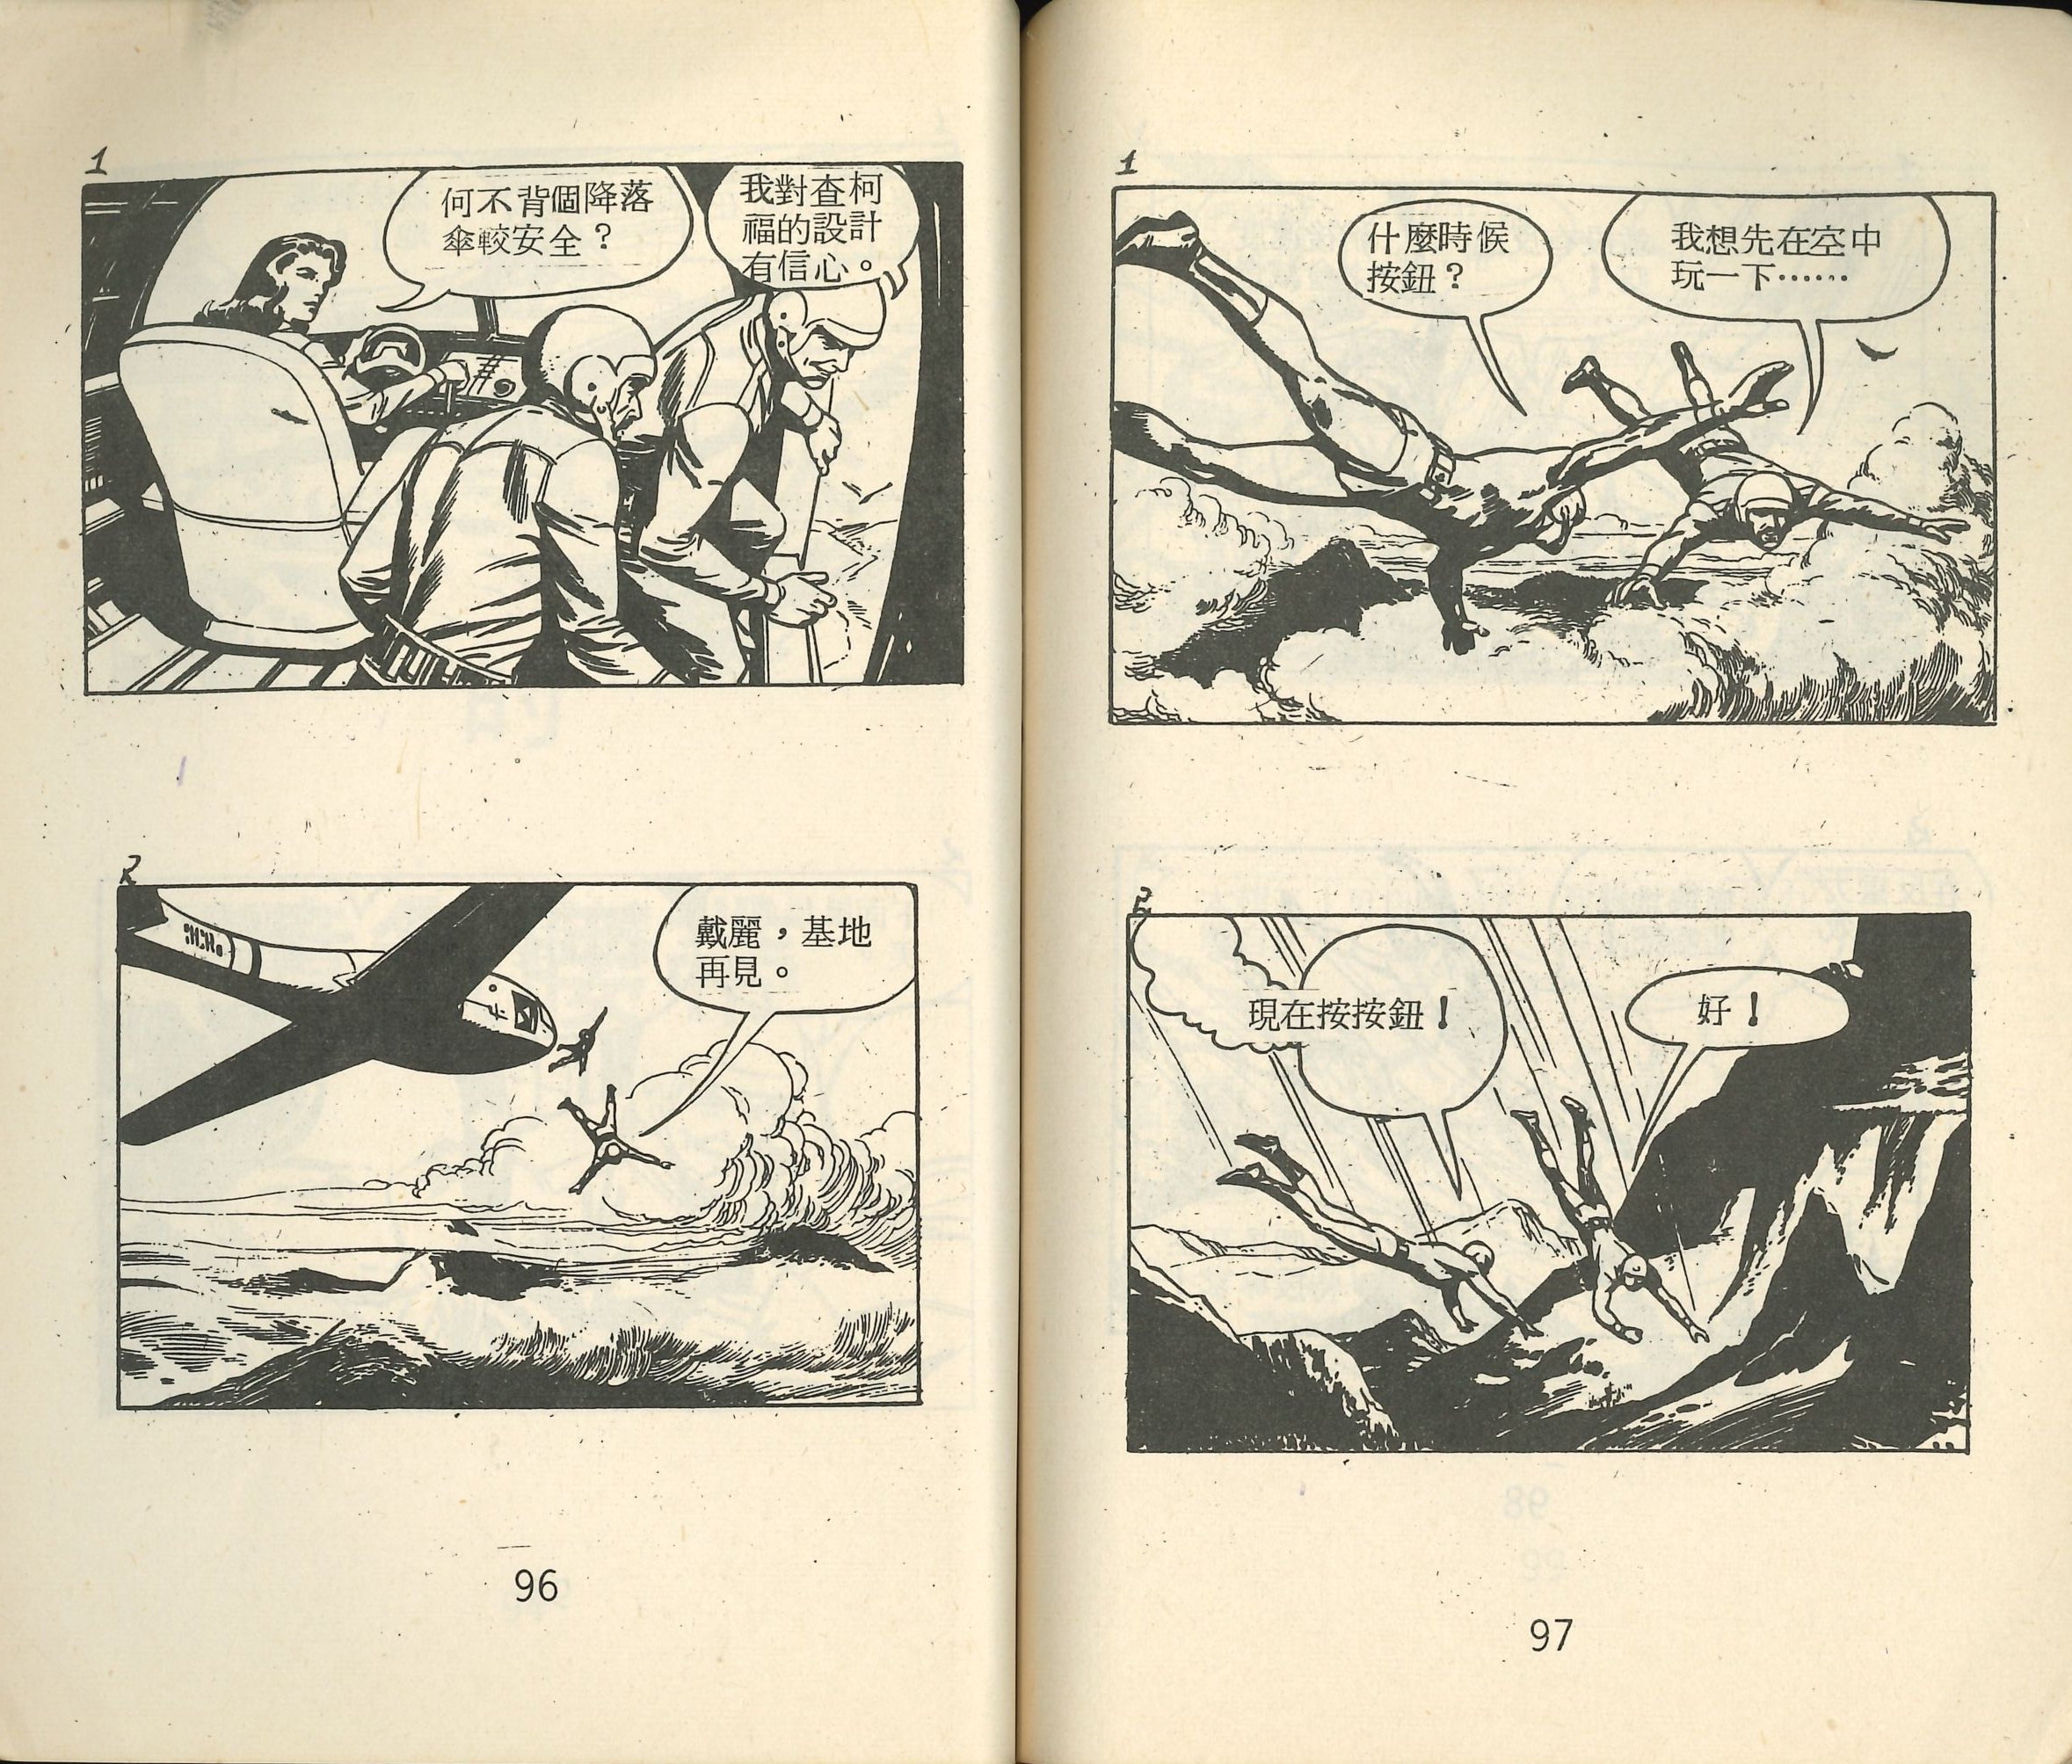 1
何不背個降落
傘較安全？
我對查柯
福的設計
有信心。
2
戴麗，基地
再見。
96
1
什麼時候
按鈕？
我想先在空中
玩一下……
2
現在按按鈕！
好！
97